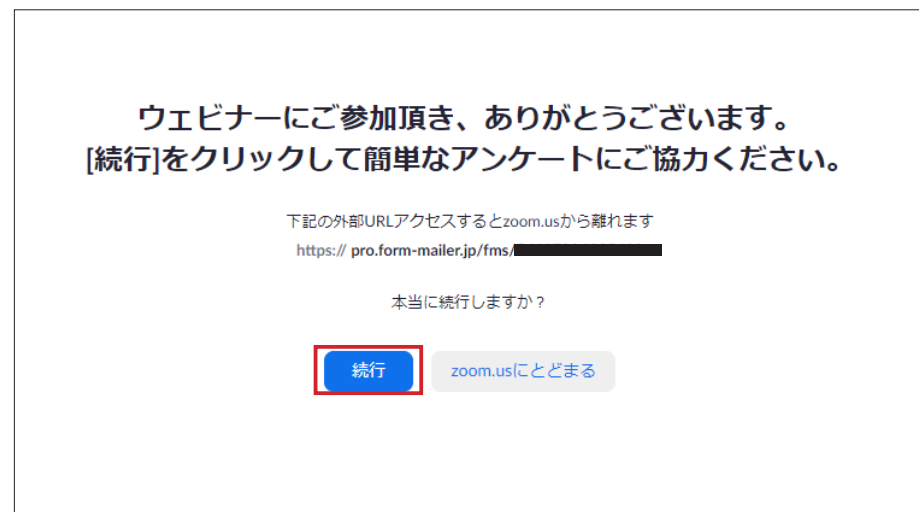 ウェビナーにご参加頂き、ありがとうございます。
[続行]をクリックして簡単なアンケートにご協力ください。
下記の外部URLアクセスするとzoom.usから離れます
https:// pro.form-mailer.jp/fms/
本当に続行しますか？
続行
zoom.usにとどまる